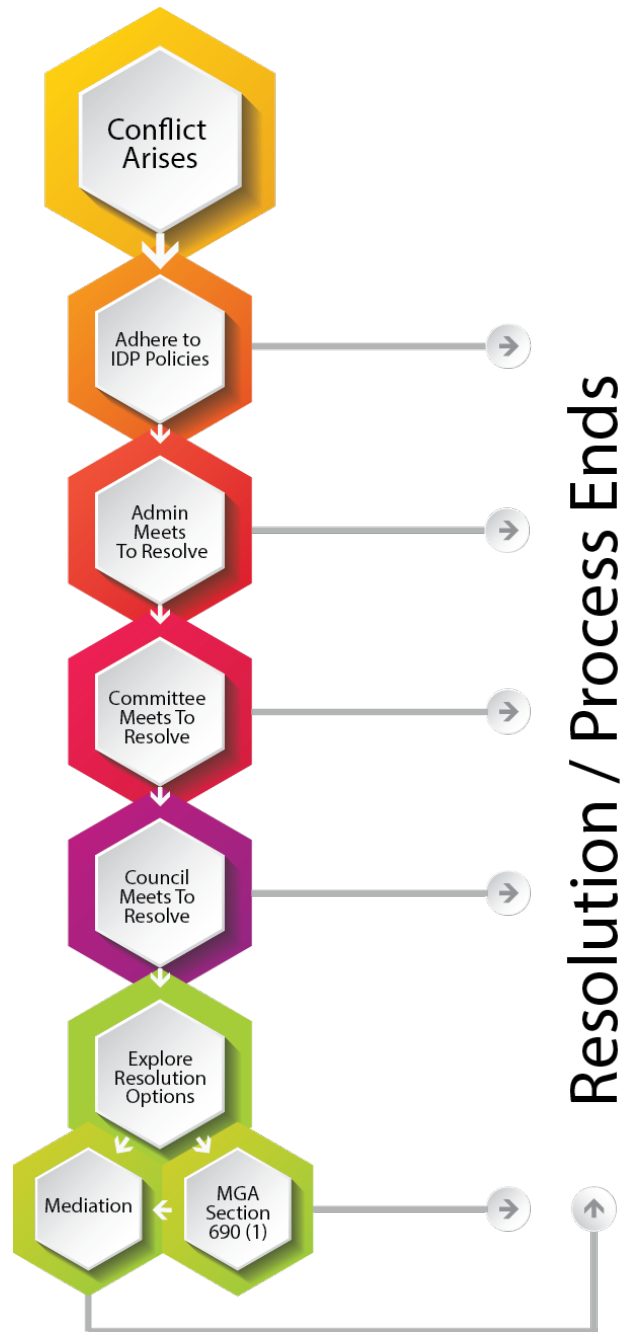 Conflict
Arises
Adhere to
IDP Policies
Admin
Meets
To Resolve
Committee
Meets To
Resolve
Council
Meets To
Resolve
Explore
Resolution
Options
Mediation
MGA
Section
690 (1)
Resolution / Process Ends